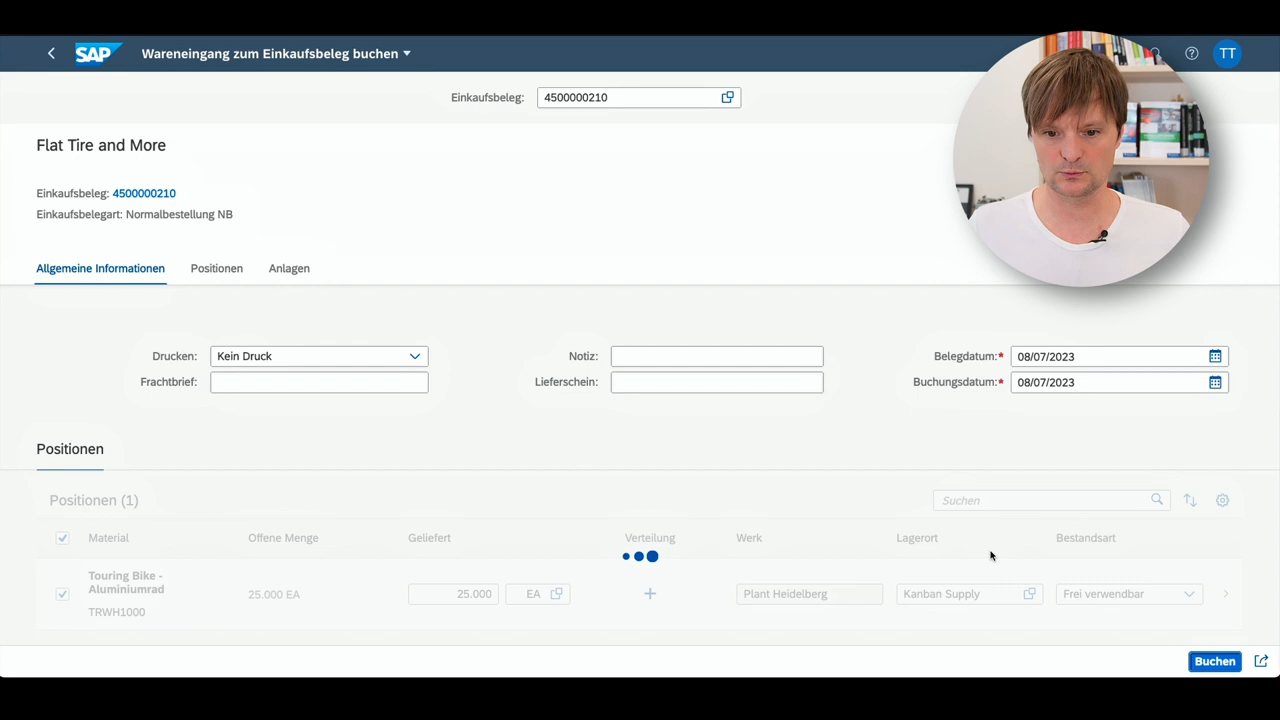 SAP Wareneingang zum Einkaufsbeleg buchen TT
Einkaufsbeleg: 4500000210
Flat Tire and More
Einkaufsbeleg: 4500000210
Einkaufsbelegart: Normalbestellung NB
Allgemeine Informationen Positionen Anlagen
Drucken: Kein Druck Notiz: Belegdatum:* 08/07/2023
Frachtbrief: Lieferschein: Buchungsdatum:* 08/07/2023
Positionen
Positionen (1) Suchen
Material Offene Menge Geliefert Verteilung Werk Lagerort Bestandsart
Touring Bike -
Aluminiumrad
25.000 EA 25.000 EA Plant Heidelberg Kanban Supply Frei verwendbar
TRWH1000
Buchen